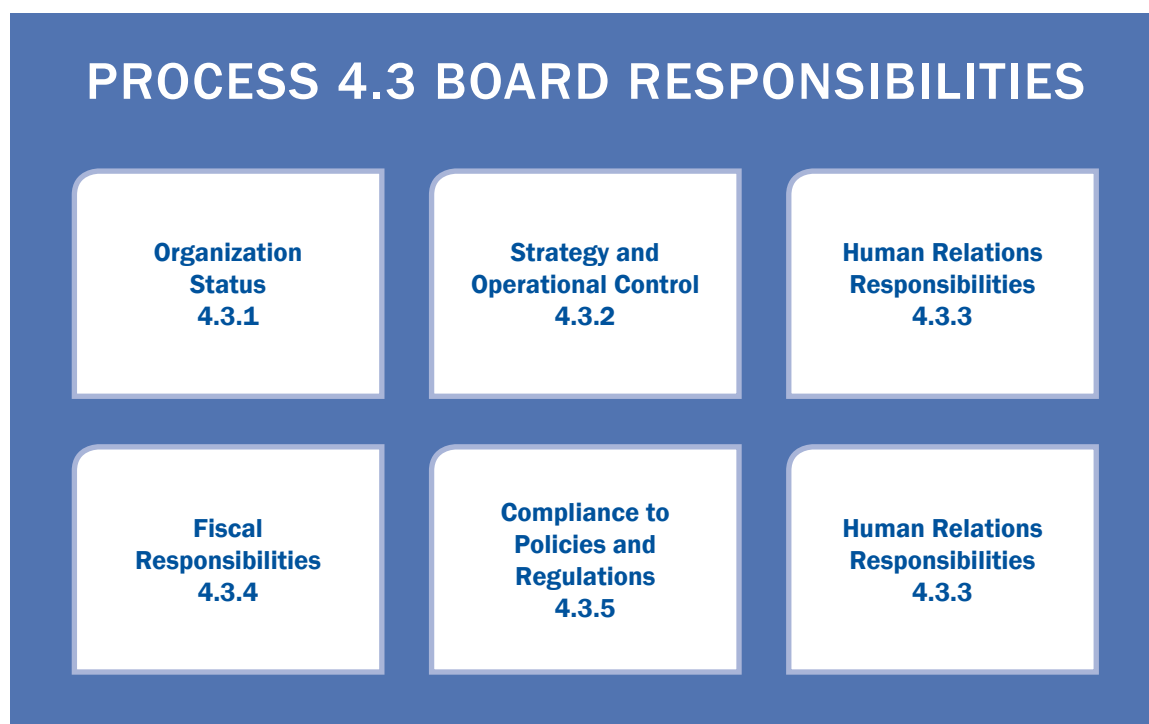 PROCESS 4.3 BOARD RESPONSIBILITIES
Organization
Status
4.3.1
Strategy and
Operational Control
4.3.2
Human Relations
Responsibilities
4.3.3
Fiscal
Responsibilities
4.3.4
Compliance to
Policies and
Regulations
4.3.5
Human Relations
Responsibilities
4.3.3